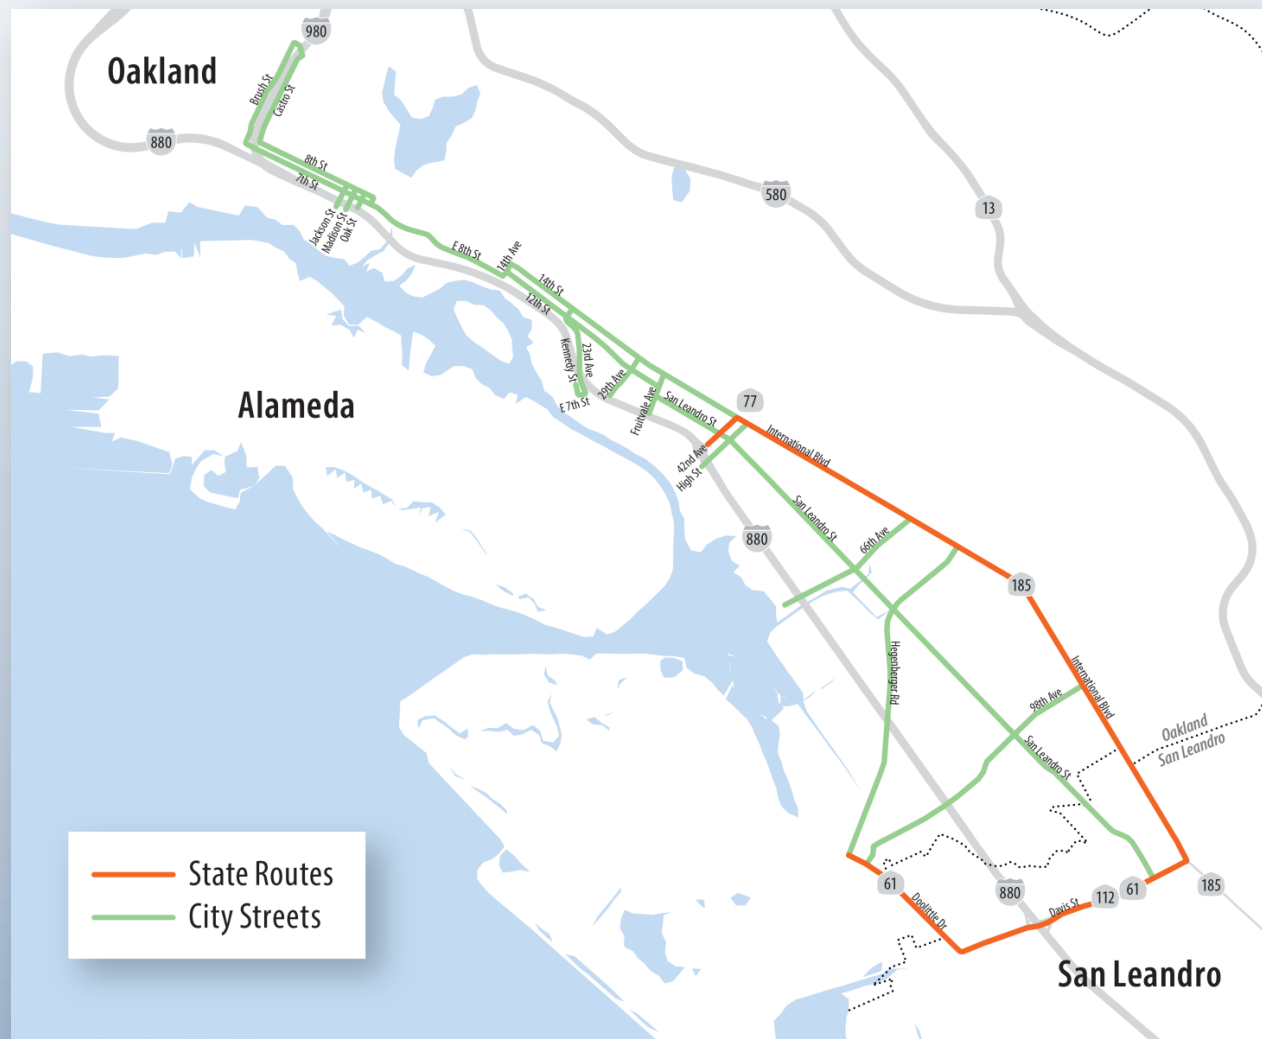 980
Oakland
Brush St
Castro St
880
8th St
7th St
580
13
Jackson St
Madison St
Oak St
E 8th St
14th Ave
14th St
12th St
Kennedy St
23rd Ave
29th Ave
E 7th St
Fruitvale Ave
San Leandro St
77
Alameda
International Blvd
42nd Ave
High St
San Leandro St
66th Ave
880
185
Hegenberger Rd
International Blvd
98th Ave
Oakland
San Leandro
San Leandro St
State Routes
City Streets
61
880
112
61
185
Doolittle Dr
Davis St
San Leandro